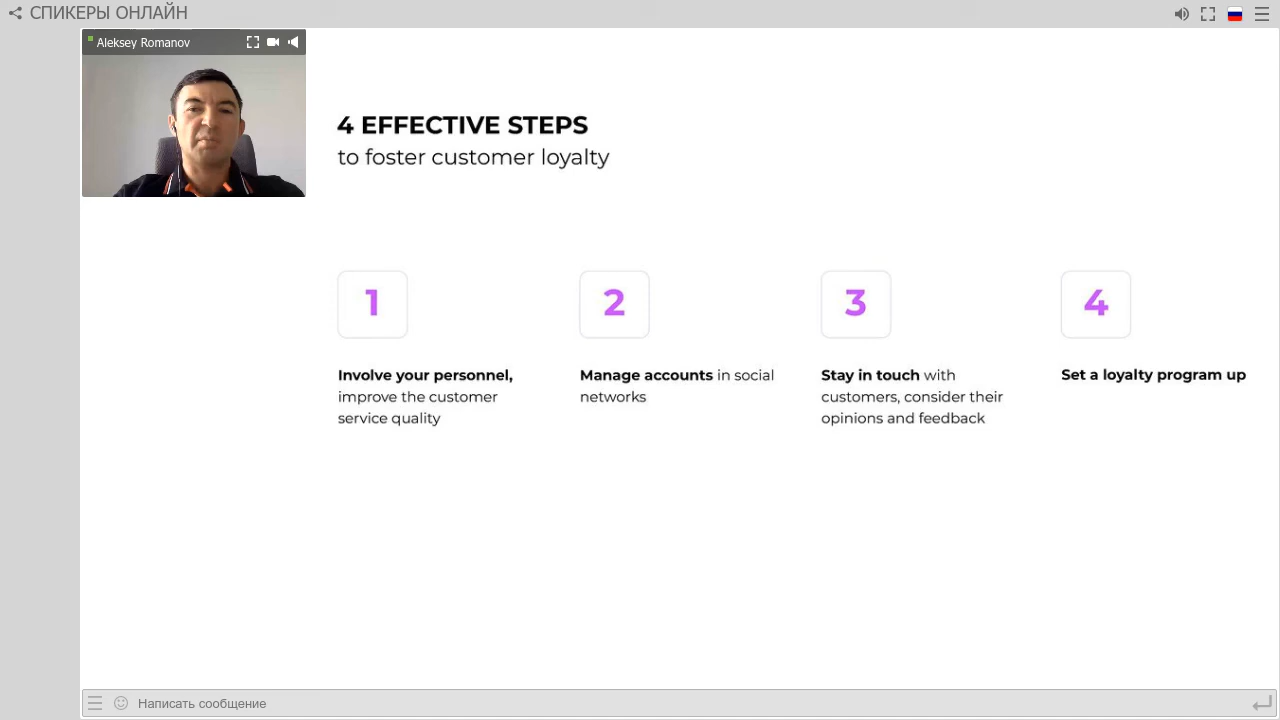 СПИКЕРЫ ОНЛАЙН
Aleksey Romanov
4 EFFECTIVE STEPS
to foster customer loyalty
1
Involve your personnel,
improve the customer
service quality
2
Manage accounts in social
networks
3
Stay in touch with
customers, consider their
opinions and feedback
4
Set a loyalty program up
Написать сообщение